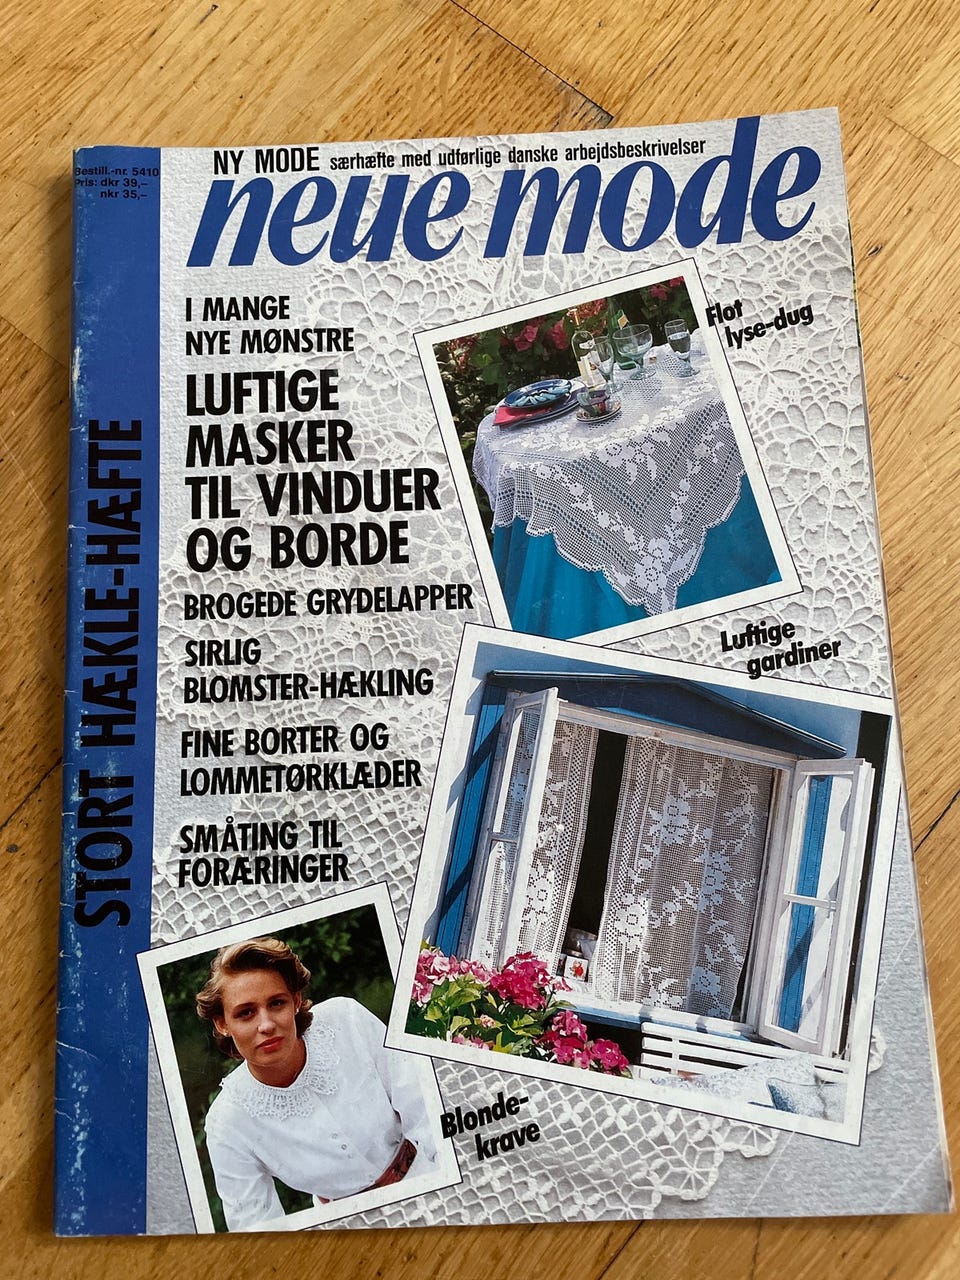 Bestill.-nr. 5410
Pris: dkr 39,-
nkr 35,-
NY MODE særhæfte med udførlige danske arbejdsbeskrivelser
neue mode
STORT HÆKLE-HÆFTE
I MANGE
NYE MØNSTRE
LUFTIGE
MASKER
TIL VINDUER
OG BORDE
BROGEDE GRYDELAPPER
SIRLIG
BLOMSTER-HÆKLING
FINE BORTER OG
LOMMETØRKLÆDER
SMÅTING TIL
FORÆRINGER
Flot
lyse-dug
Luftige
gardiner
Blonde-
krave